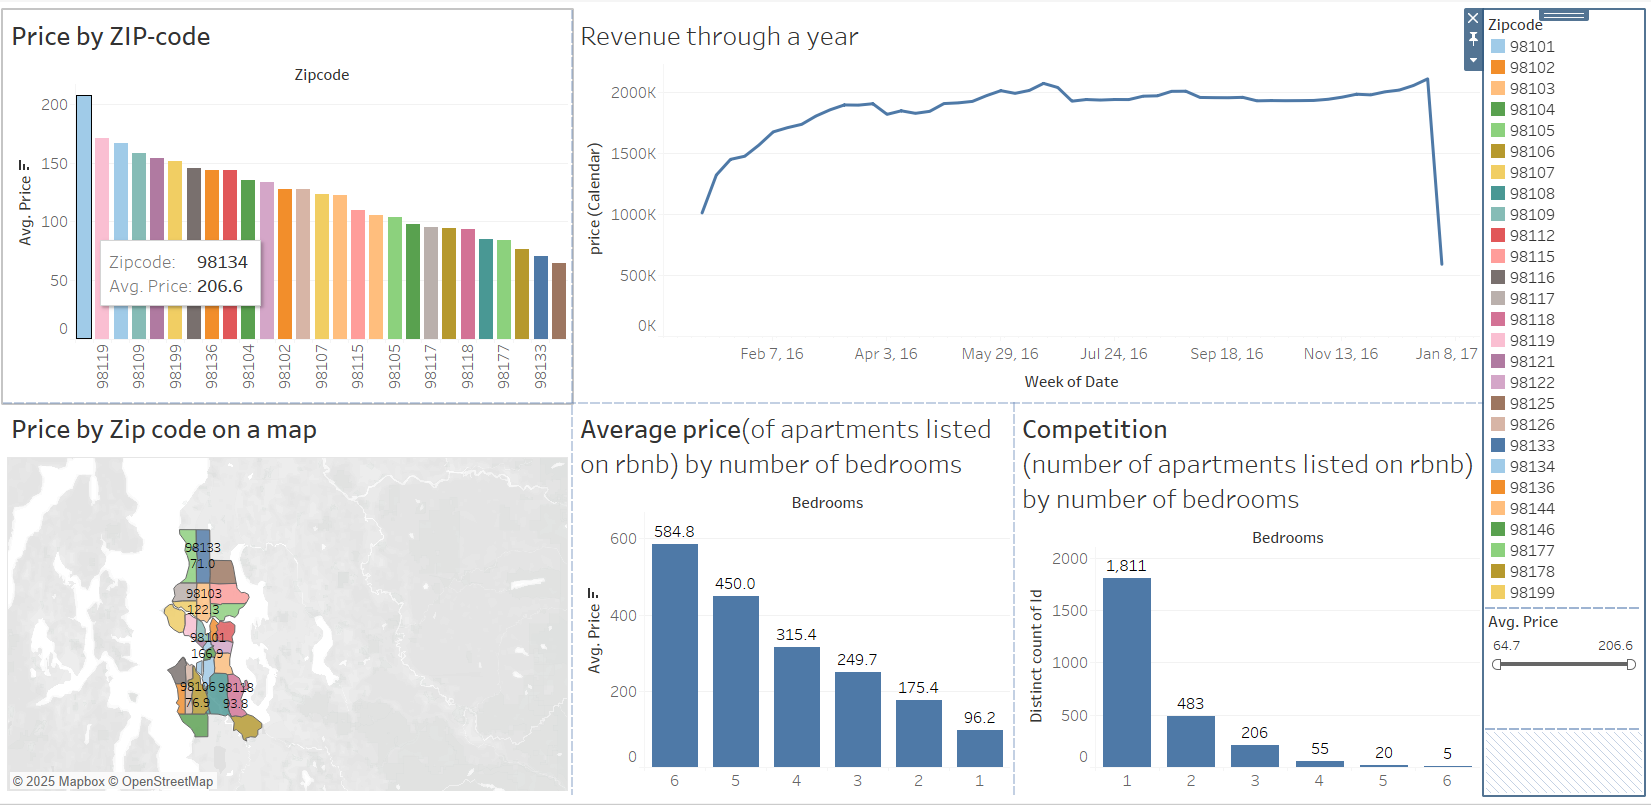 Price by ZIP-code
Zipcode
Avg. Price
200
150
100
50
0
Zipcode: 98134
Avg. Price: 206.6
98119
98109
98199
98136
98104
98102
98107
98115
98105
98117
98118
98177
98133
Revenue through a year
price (Calendar)
2000K
1500K
1000K
500K
0K
Feb 7, 16
Apr 3, 16
May 29, 16
Jul 24, 16
Sep 18, 16
Nov 13, 16
Jan 8, 17
Week of Date
Price by Zip code on a map
98133
71.0
98103
122.3
98101
166.9
98106
76.9
98118
93.8
© 2025 Mapbox © OpenStreetMap
Average price(of apartments listed
on rbnb) by number of bedrooms
Bedrooms
Avg. Price
600
400
200
0
584.8
450.0
315.4
249.7
175.4
96.2
6
5
4
3
2
1
Competition
(number of apartments listed on rbnb)
by number of bedrooms
Bedrooms
Distinct count of Id
2000
1500
1000
500
0
1,811
483
206
55
20
5
1
2
3
4
5
6
Zipcode
98101
98102
98103
98104
98105
98106
98107
98108
98109
98112
98115
98116
98117
98118
98119
98121
98122
98125
98126
98133
98134
98136
98144
98146
98177
98178
98199
Avg. Price
64.7
206.6